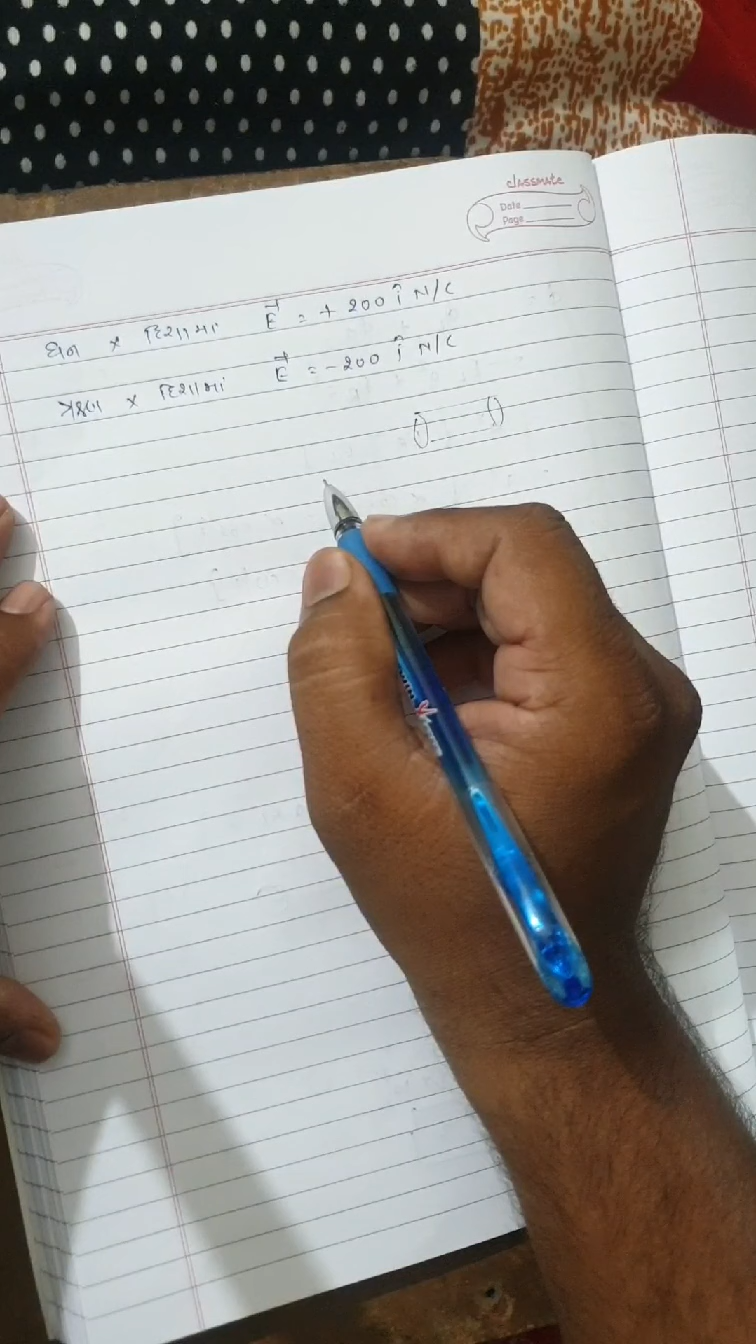 classmate
Date
Page
ધન x દિશામાં E⃗ = + 200 î N/C
ઋણ x દિશામાં E⃗ = - 200 î N/C